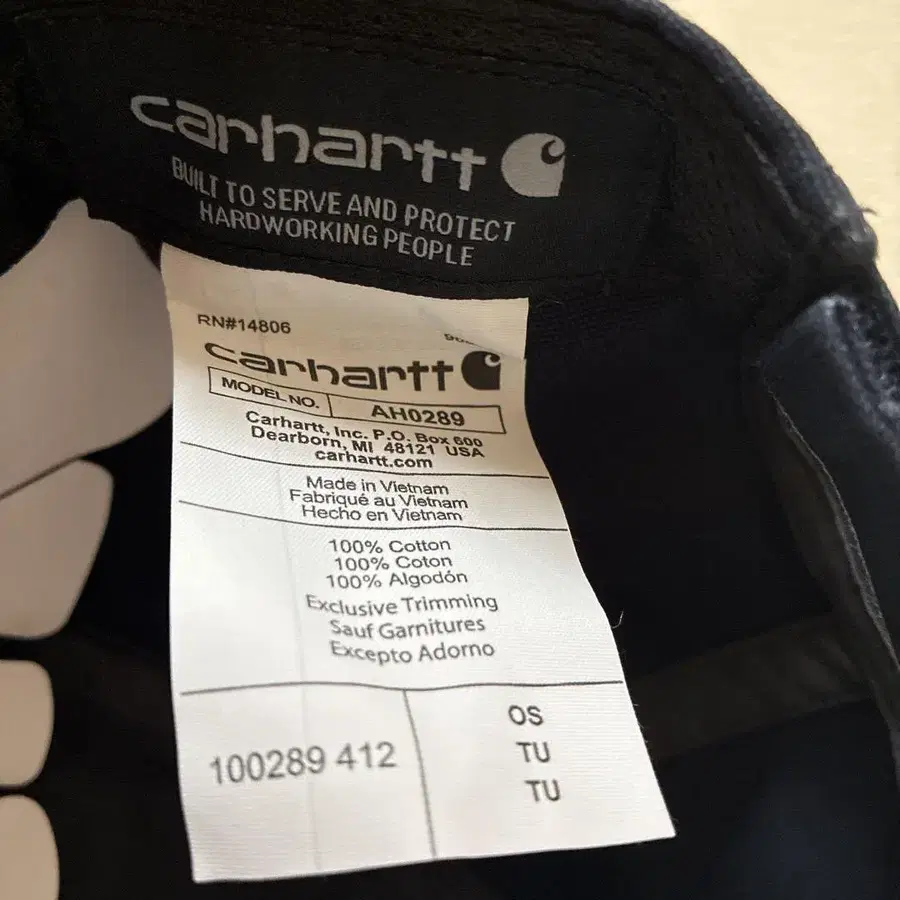 carhartt
BUILT TO SERVE AND PROTECT
HARDWORKING PEOPLE
RN#14806
carhartt
MODEL NO. AH0289
Carhartt, Inc. P.O. Box 600
Dearborn, MI 48121 USA
carhartt.com
Made in Vietnam
Fabriqué au Vietnam
Hecho en Vietnam
100% Cotton
100% Coton
100% Algodón
Exclusive Trimming
Sauf Garnitures
Excepto Adorno
100289 412
OS
TU
TU